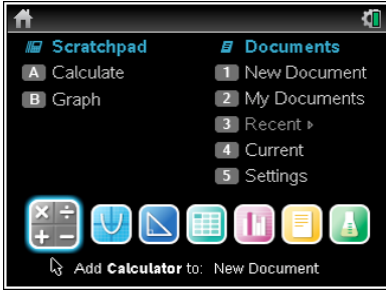 Scratchpad
A Calculate
B Graph
Documents
1 New Document
2 My Documents
3 Recent ▸
4 Current
5 Settings
Add Calculator to: New Document